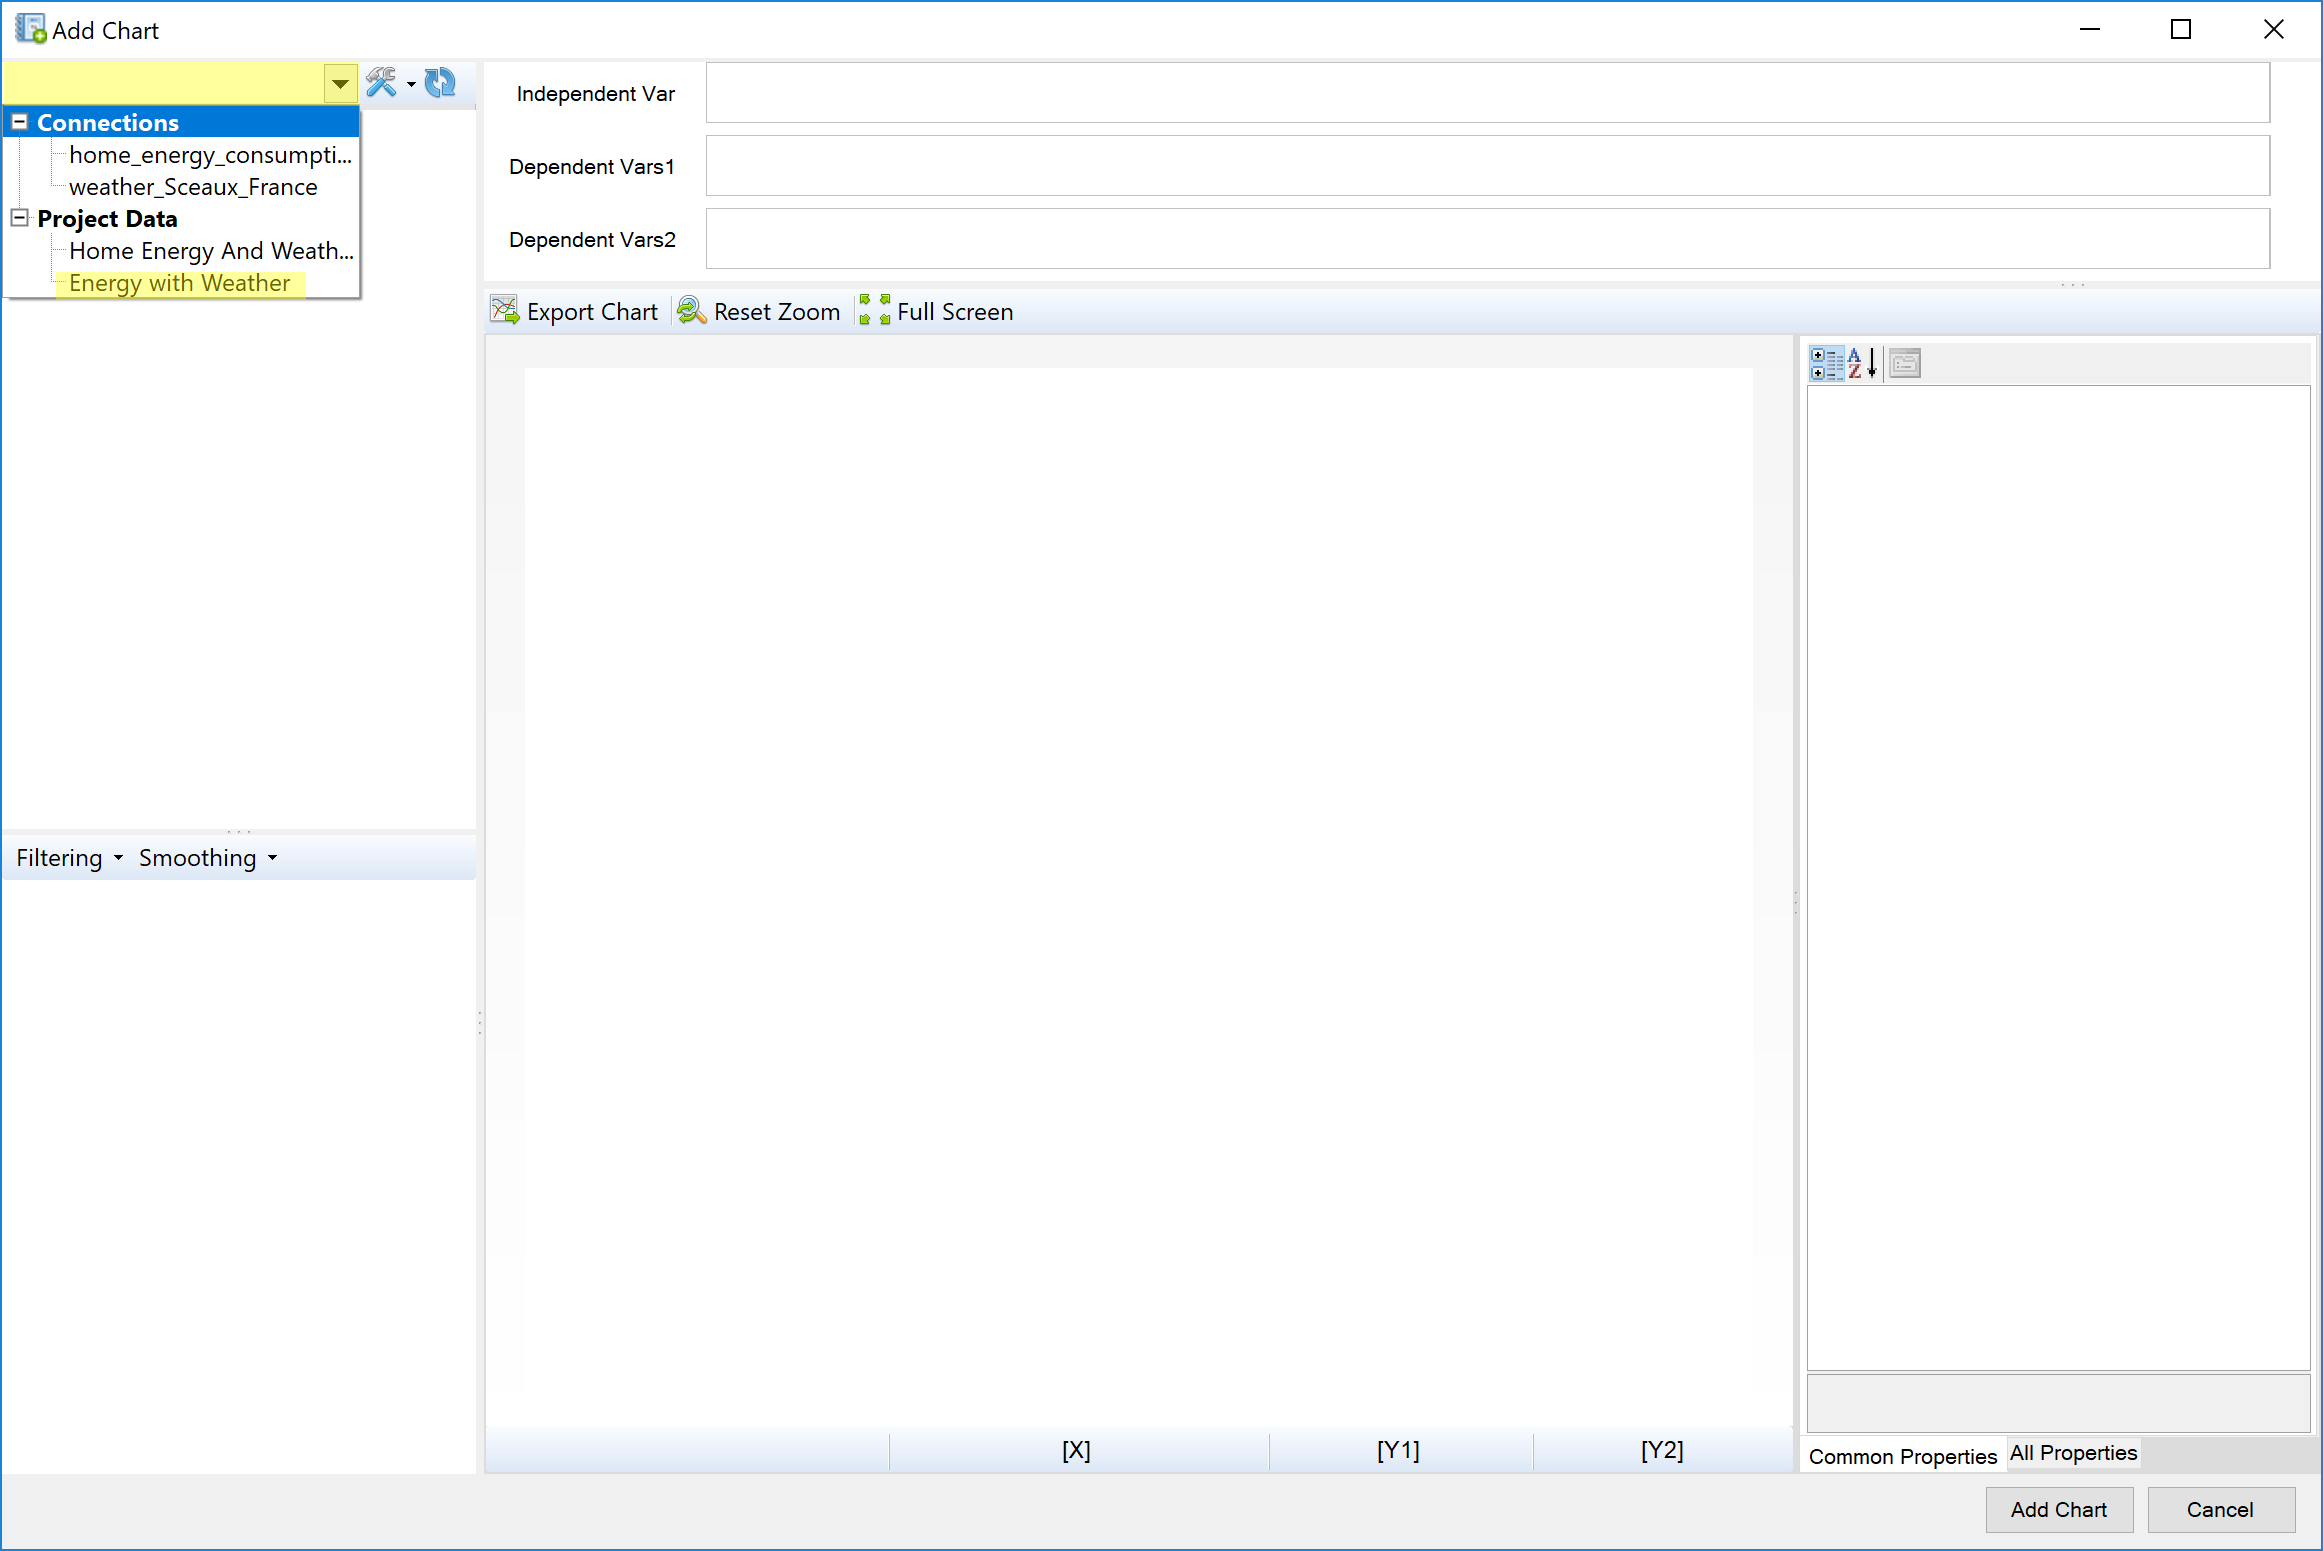 Add Chart
Connections
home_energy_consumpti...
weather_Sceaux_France
Project Data
Home Energy And Weath...
Energy with Weather
Independent Var
Dependent Vars1
Dependent Vars2
Export Chart Reset Zoom Full Screen
Filtering Smoothing
[X] [Y1] [Y2]
Common Properties All Properties
Add Chart Cancel